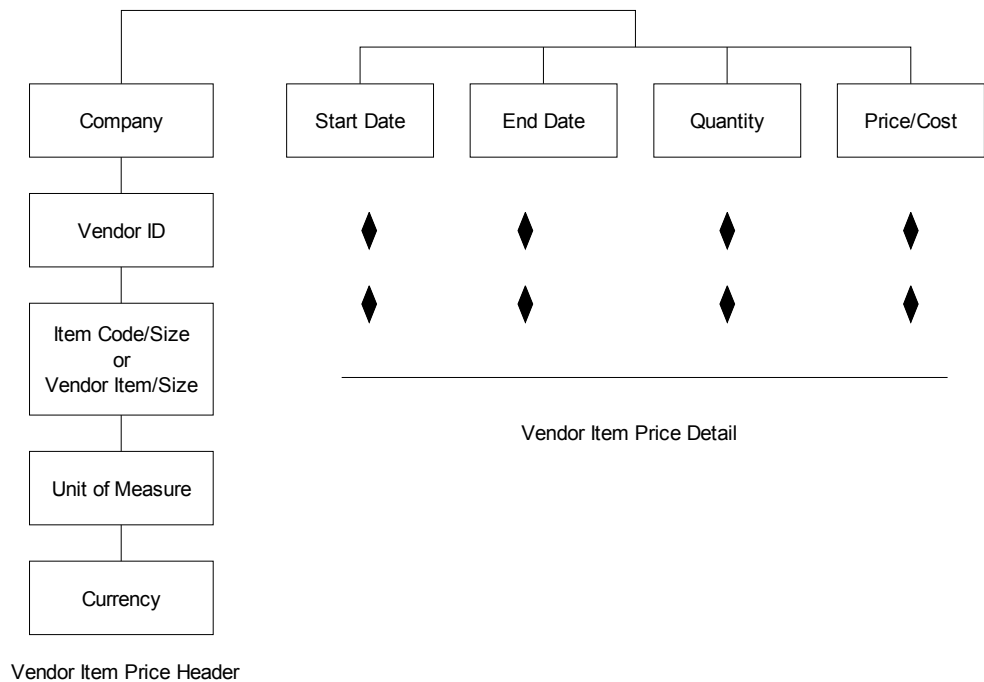 Company
Start Date
End Date
Quantity
Price/Cost
Vendor ID
Item Code/Size
or
Vendor Item/Size
Vendor Item Price Detail
Unit of Measure
Currency
Vendor Item Price Header